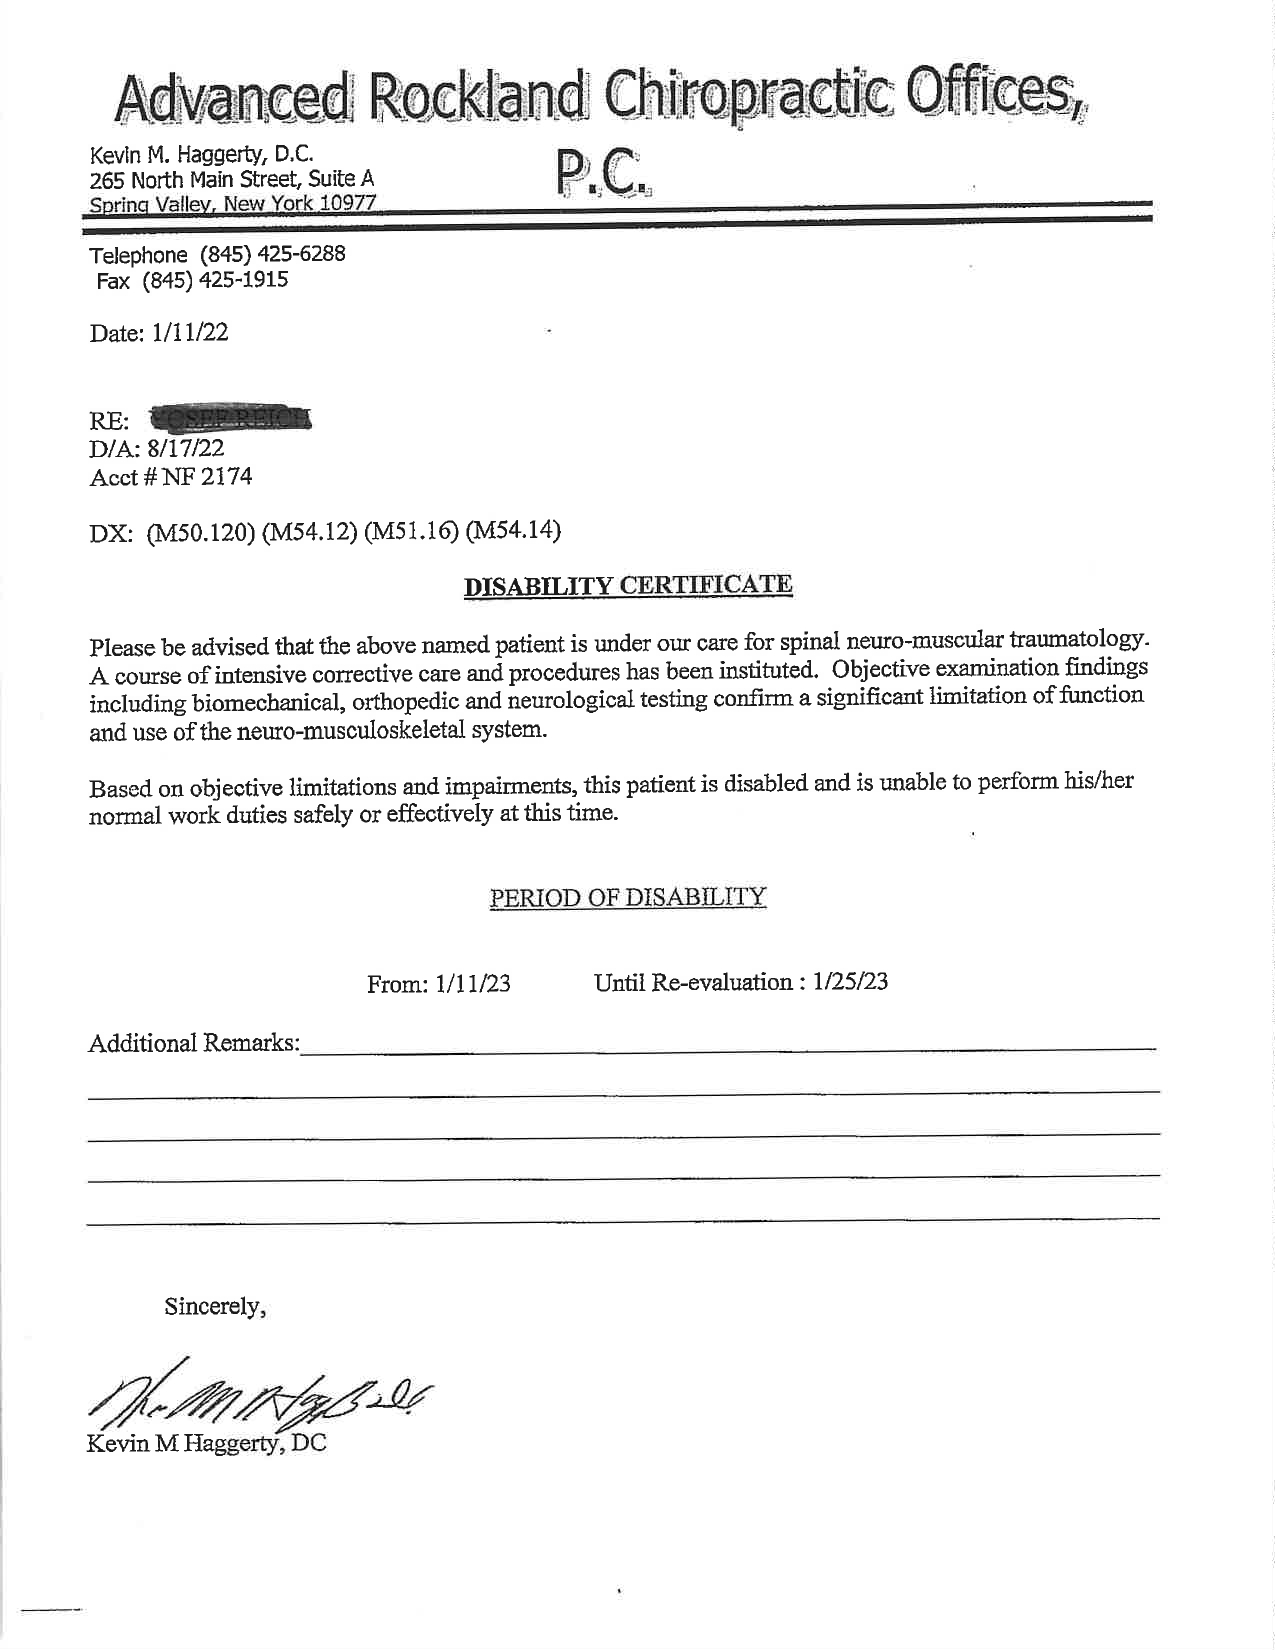 Advanced Rockland Chiropractic Offices,
P.C.
Kevin M. Haggerty, D.C.
265 North Main Street, Suite A
Spring Valley, New York 10977
Telephone (845) 425-6288
Fax (845) 425-1915
Date: 1/11/22
RE:
D/A: 8/17/22
Acct # NF 2174
DX: (M50.120) (M54.12) (M51.16) (M54.14)
DISABILITY CERTIFICATE
Please be advised that the above named patient is under our care for spinal neuro-muscular traumatology.
A course of intensive corrective care and procedures has been instituted. Objective examination findings
including biomechanical, orthopedic and neurological testing confirm a significant limitation of function
and use of the neuro-musculoskeletal system.
Based on objective limitations and impairments, this patient is disabled and is unable to perform his/her
normal work duties safely or effectively at this time.
PERIOD OF DISABILITY
From: 1/11/23 Until Re-evaluation : 1/25/23
Additional Remarks:
Sincerely,
Kevin M Haggerty, DC